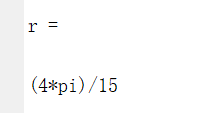 r =
(4*pi)/15